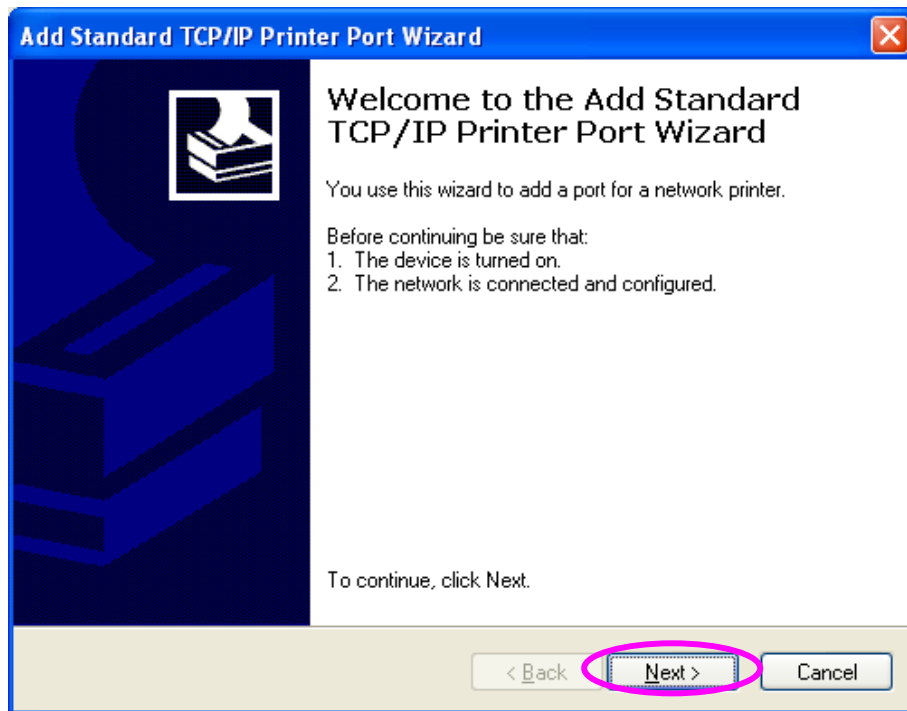 Add Standard TCP/IP Printer Port Wizard
Welcome to the Add Standard
TCP/IP Printer Port Wizard
You use this wizard to add a port for a network printer.
Before continuing be sure that:
1. The device is turned on.
2. The network is connected and configured.
To continue, click Next.
< Back Next > Cancel